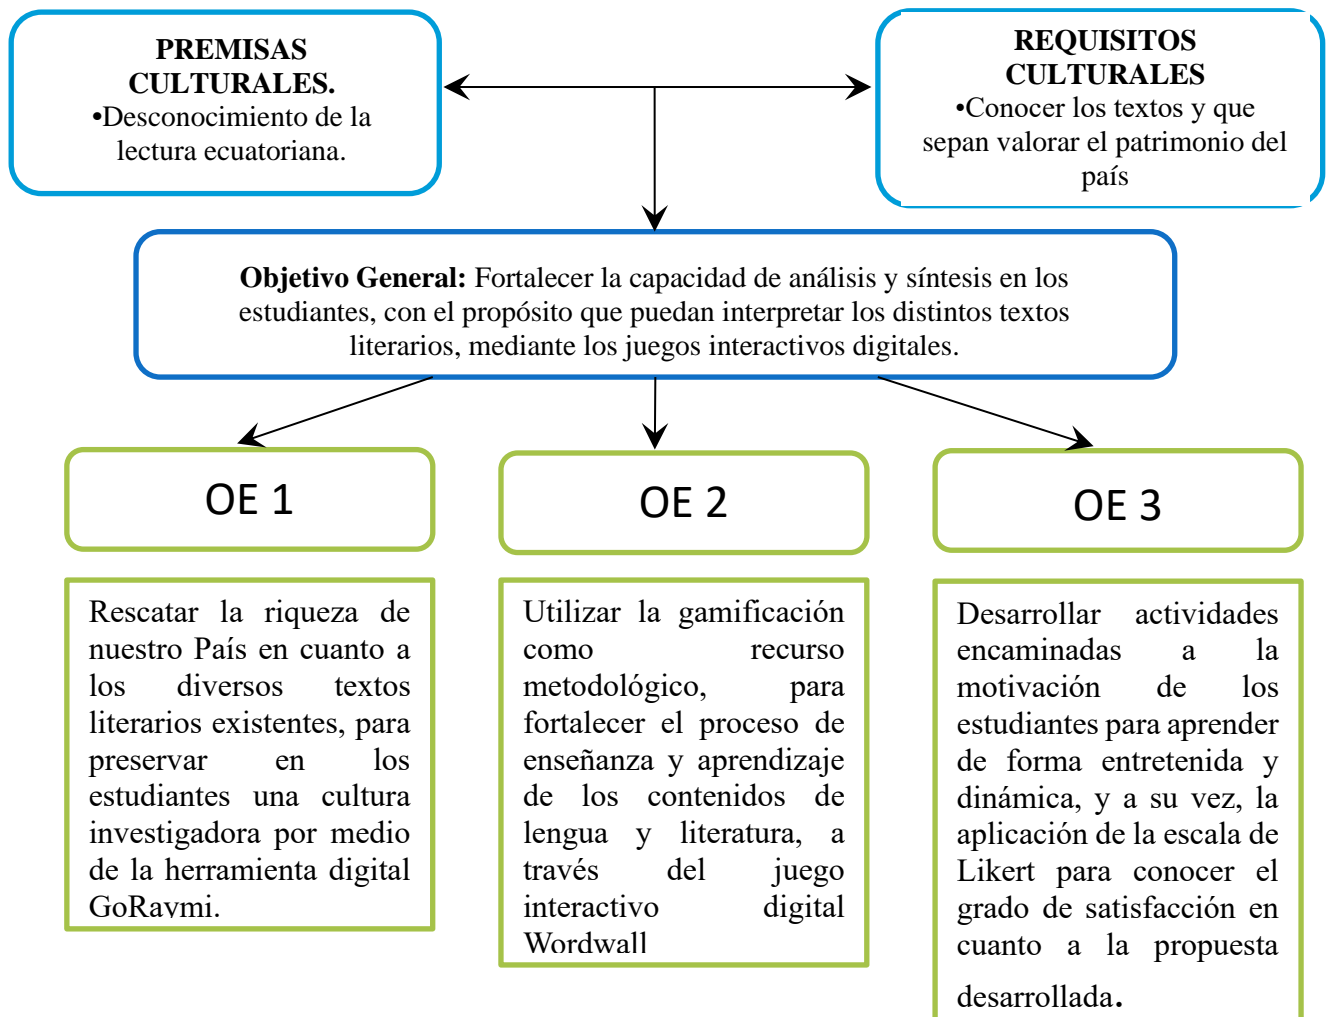 PREMISAS
CULTURALES.
•Desconocimiento de la
lectura ecuatoriana.
REQUISITOS
CULTURALES
•Conocer los textos y que
sepan valorar el patrimonio del
país
Objetivo General: Fortalecer la capacidad de análisis y síntesis en los
estudiantes, con el propósito que puedan interpretar los distintos textos
literarios, mediante los juegos interactivos digitales.
OE 1
OE 2
OE 3
Rescatar la riqueza de
nuestro País en cuanto a
los diversos textos
literarios existentes, para
preservar en los
estudiantes una cultura
investigadora por medio
de la herramienta digital
GoRaymi.
Utilizar la gamificación
como recurso
metodológico, para
fortalecer el proceso de
enseñanza y aprendizaje
de los contenidos de
lengua y literatura, a
través del juego
interactivo digital
Wordwall
Desarrollar actividades
encaminadas a la
motivación de los
estudiantes para aprender
de forma entretenida y
dinámica, y a su vez, la
aplicación de la escala de
Likert para conocer el
grado de satisfacción en
cuanto a la propuesta
desarrollada.